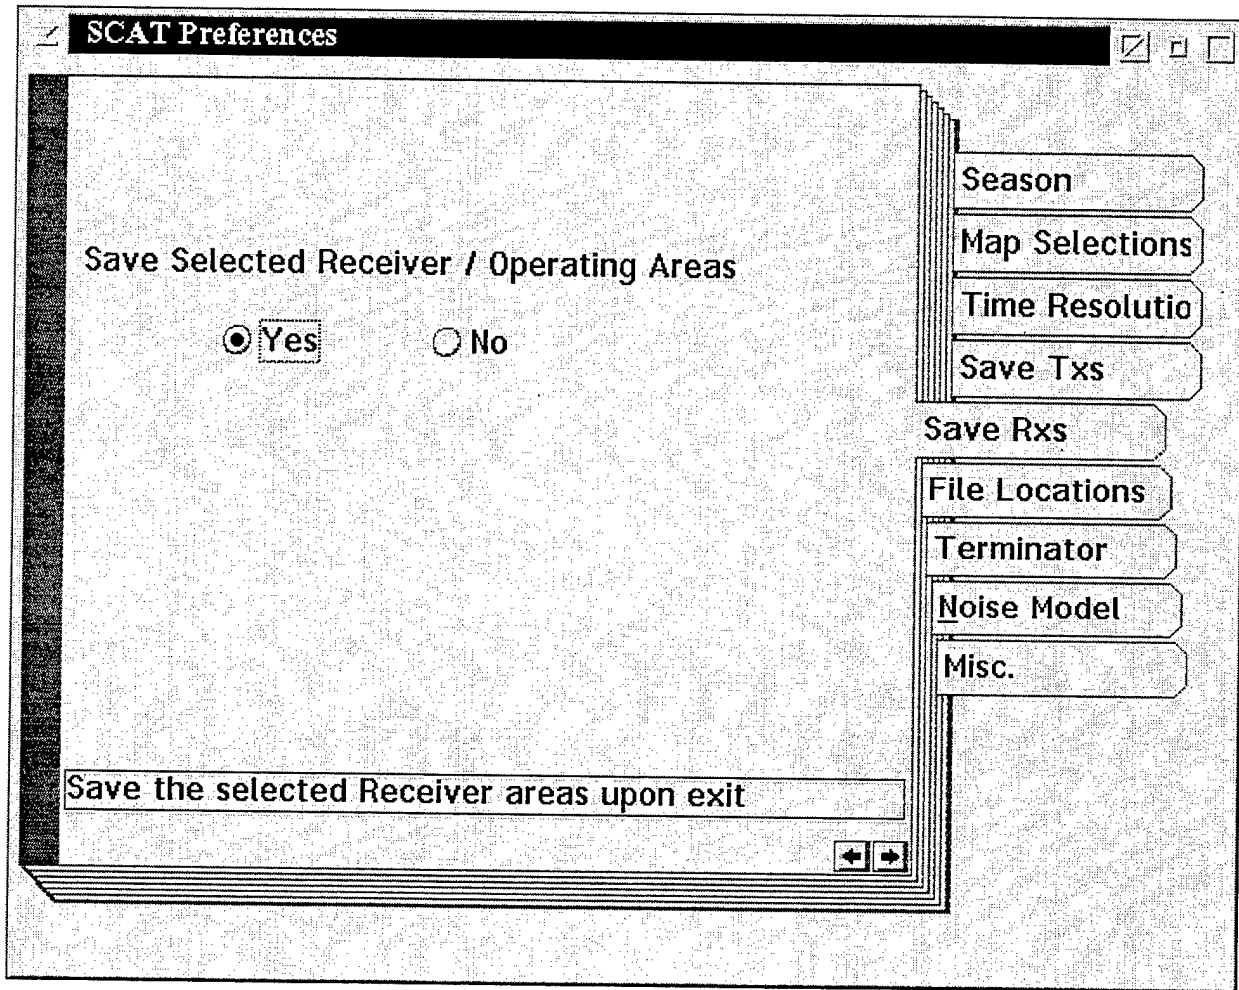 SCAT Preferences
Season
Map Selections
Save Selected Receiver / Operating Areas
Time Resolutio
Yes
No
Save Txs
Save Rxs
File Locations
Terminator
Noise Model
Misc.
Save the selected Receiver areas upon exit